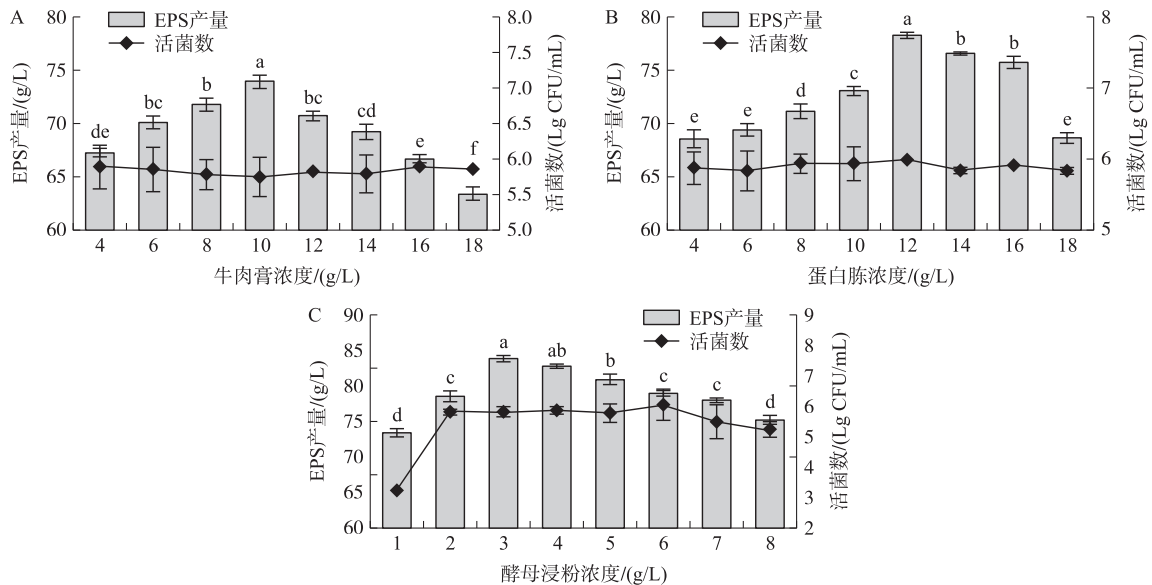 A
EPS产量
活菌数
EPS产量/(g/L)
80
75
70
65
60
8.0
7.5
7.0
6.5
6.0
5.5
5.0
活菌数/(Lg CFU/mL)
de bc b a bc cd e f
4 6 8 10 12 14 16 18
牛肉膏浓度/(g/L)
B
EPS产量
活菌数
EPS产量/(g/L)
80
75
70
65
60
8
7
6
5
活菌数/(Lg CFU/mL)
e e d c a b b e
4 6 8 10 12 14 16 18
蛋白胨浓度/(g/L)
C
EPS产量
活菌数
EPS产量/(g/L)
90
85
80
75
70
65
60
9
8
7
6
5
4
3
2
活菌数/(Lg CFU/mL)
d c a ab b c c d
1 2 3 4 5 6 7 8
酵母浸粉浓度/(g/L)